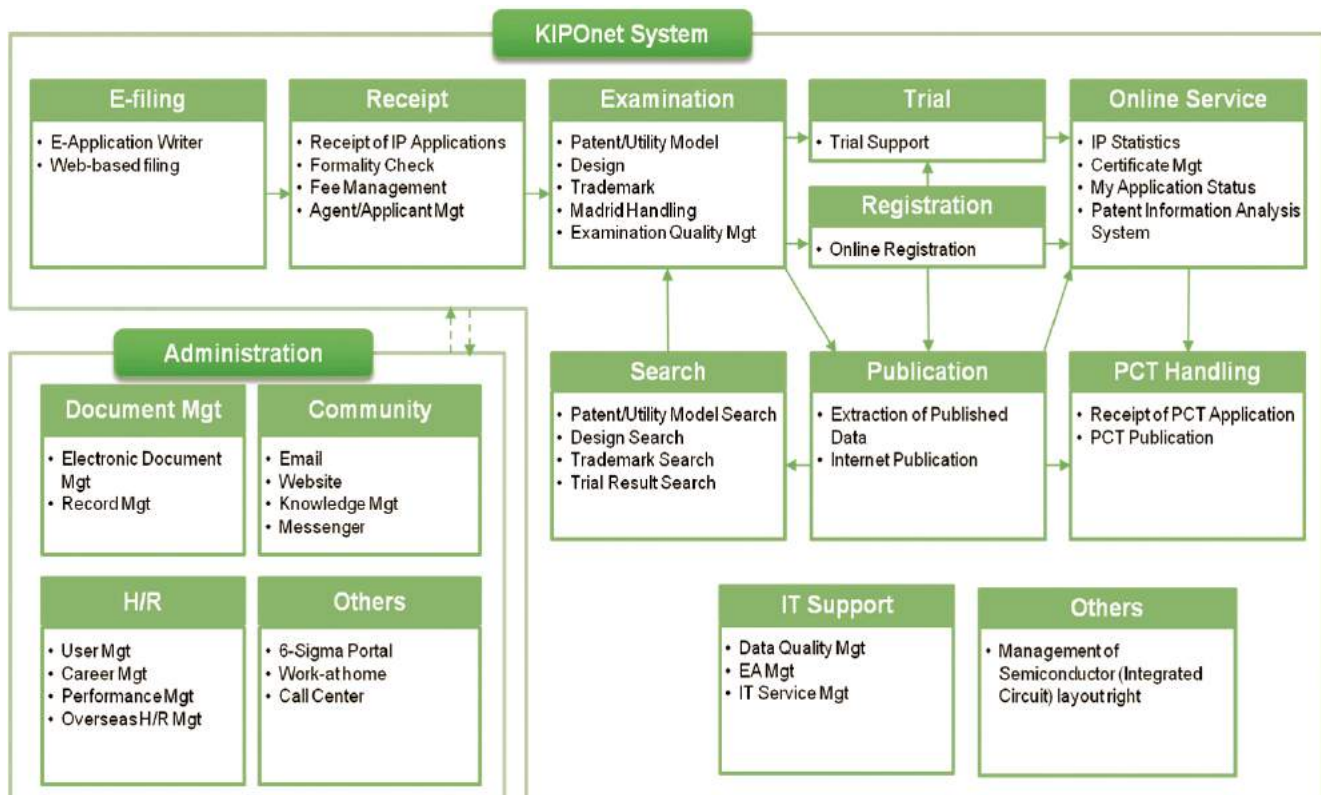 KIPOnet System
E-filing
• E-Application Writer
• Web-based filing
Receipt
• Receipt of IP Applications
• Formality Check
• Fee Management
• Agent/Applicant Mgt
Examination
• Patent/Utility Model
• Design
• Trademark
• Madrid Handling
• Examination Quality Mgt
Trial
• Trial Support
Registration
• Online Registration
Online Service
• IP Statistics
• Certificate Mgt
• My Application Status
• Patent Information Analysis
System
Search
• Patent/Utility Model Search
• Design Search
• Trademark Search
• Trial Result Search
Publication
• Extraction of Published
Data
• Internet Publication
PCT Handling
• Receipt of PCT Application
• PCT Publication
Administration
Document Mgt
• Electronic Document
Mgt
• Record Mgt
Community
• Email
• Website
• Knowledge Mgt
• Messenger
H/R
• User Mgt
• Career Mgt
• Performance Mgt
• Overseas H/R Mgt
Others
• 6-Sigma Portal
• Work-at home
• Call Center
IT Support
• Data Quality Mgt
• EA Mgt
• IT Service Mgt
Others
• Management of
Semiconductor (Integrated
Circuit) layout right